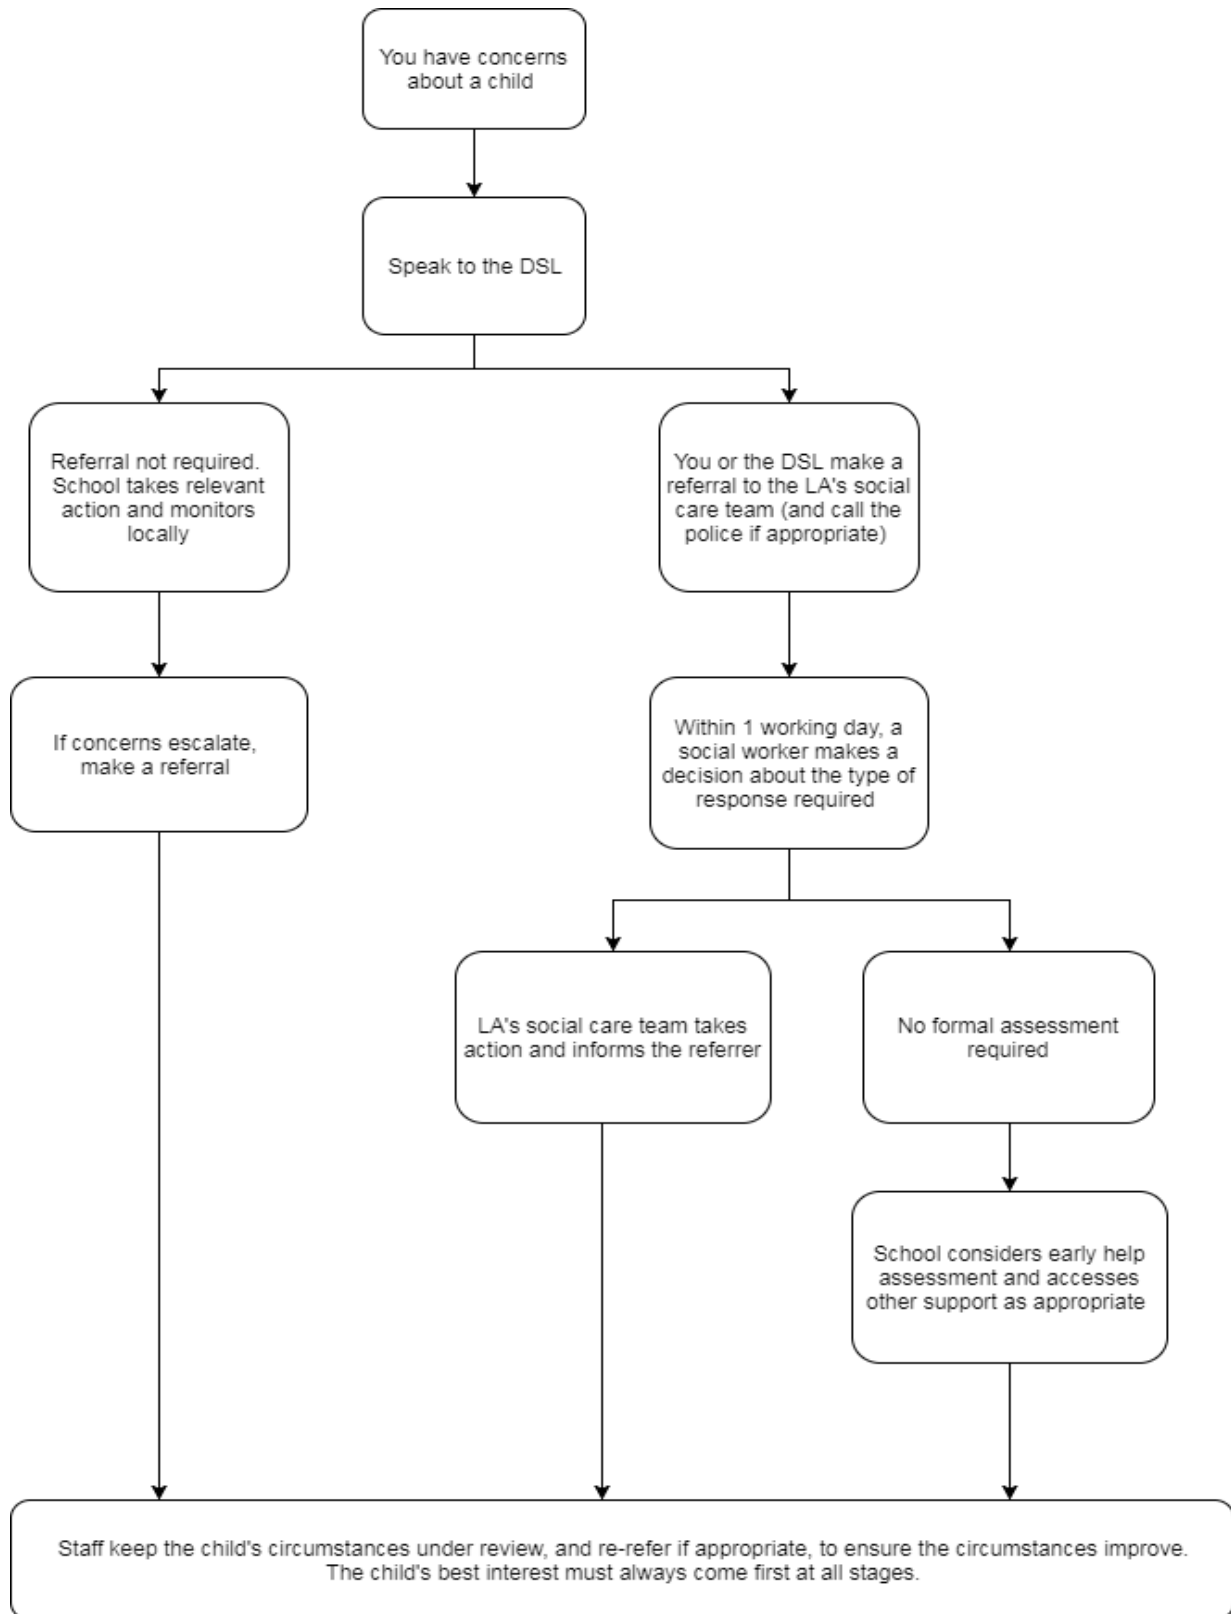 You have concerns
about a child
Speak to the DSL
Referral not required.
School takes relevant
action and monitors
locally
You or the DSL make a
referral to the LA's social
care team (and call the
police if appropriate)
If concerns escalate,
make a referral
Within 1 working day, a
social worker makes a
decision about the type of
response required
LA's social care team takes
action and informs the referrer
No formal assessment
required
School considers early help
assessment and accesses
other support as appropriate
Staff keep the child's circumstances under review, and re-refer if appropriate, to ensure the circumstances improve.
The child's best interest must always come first at all stages.